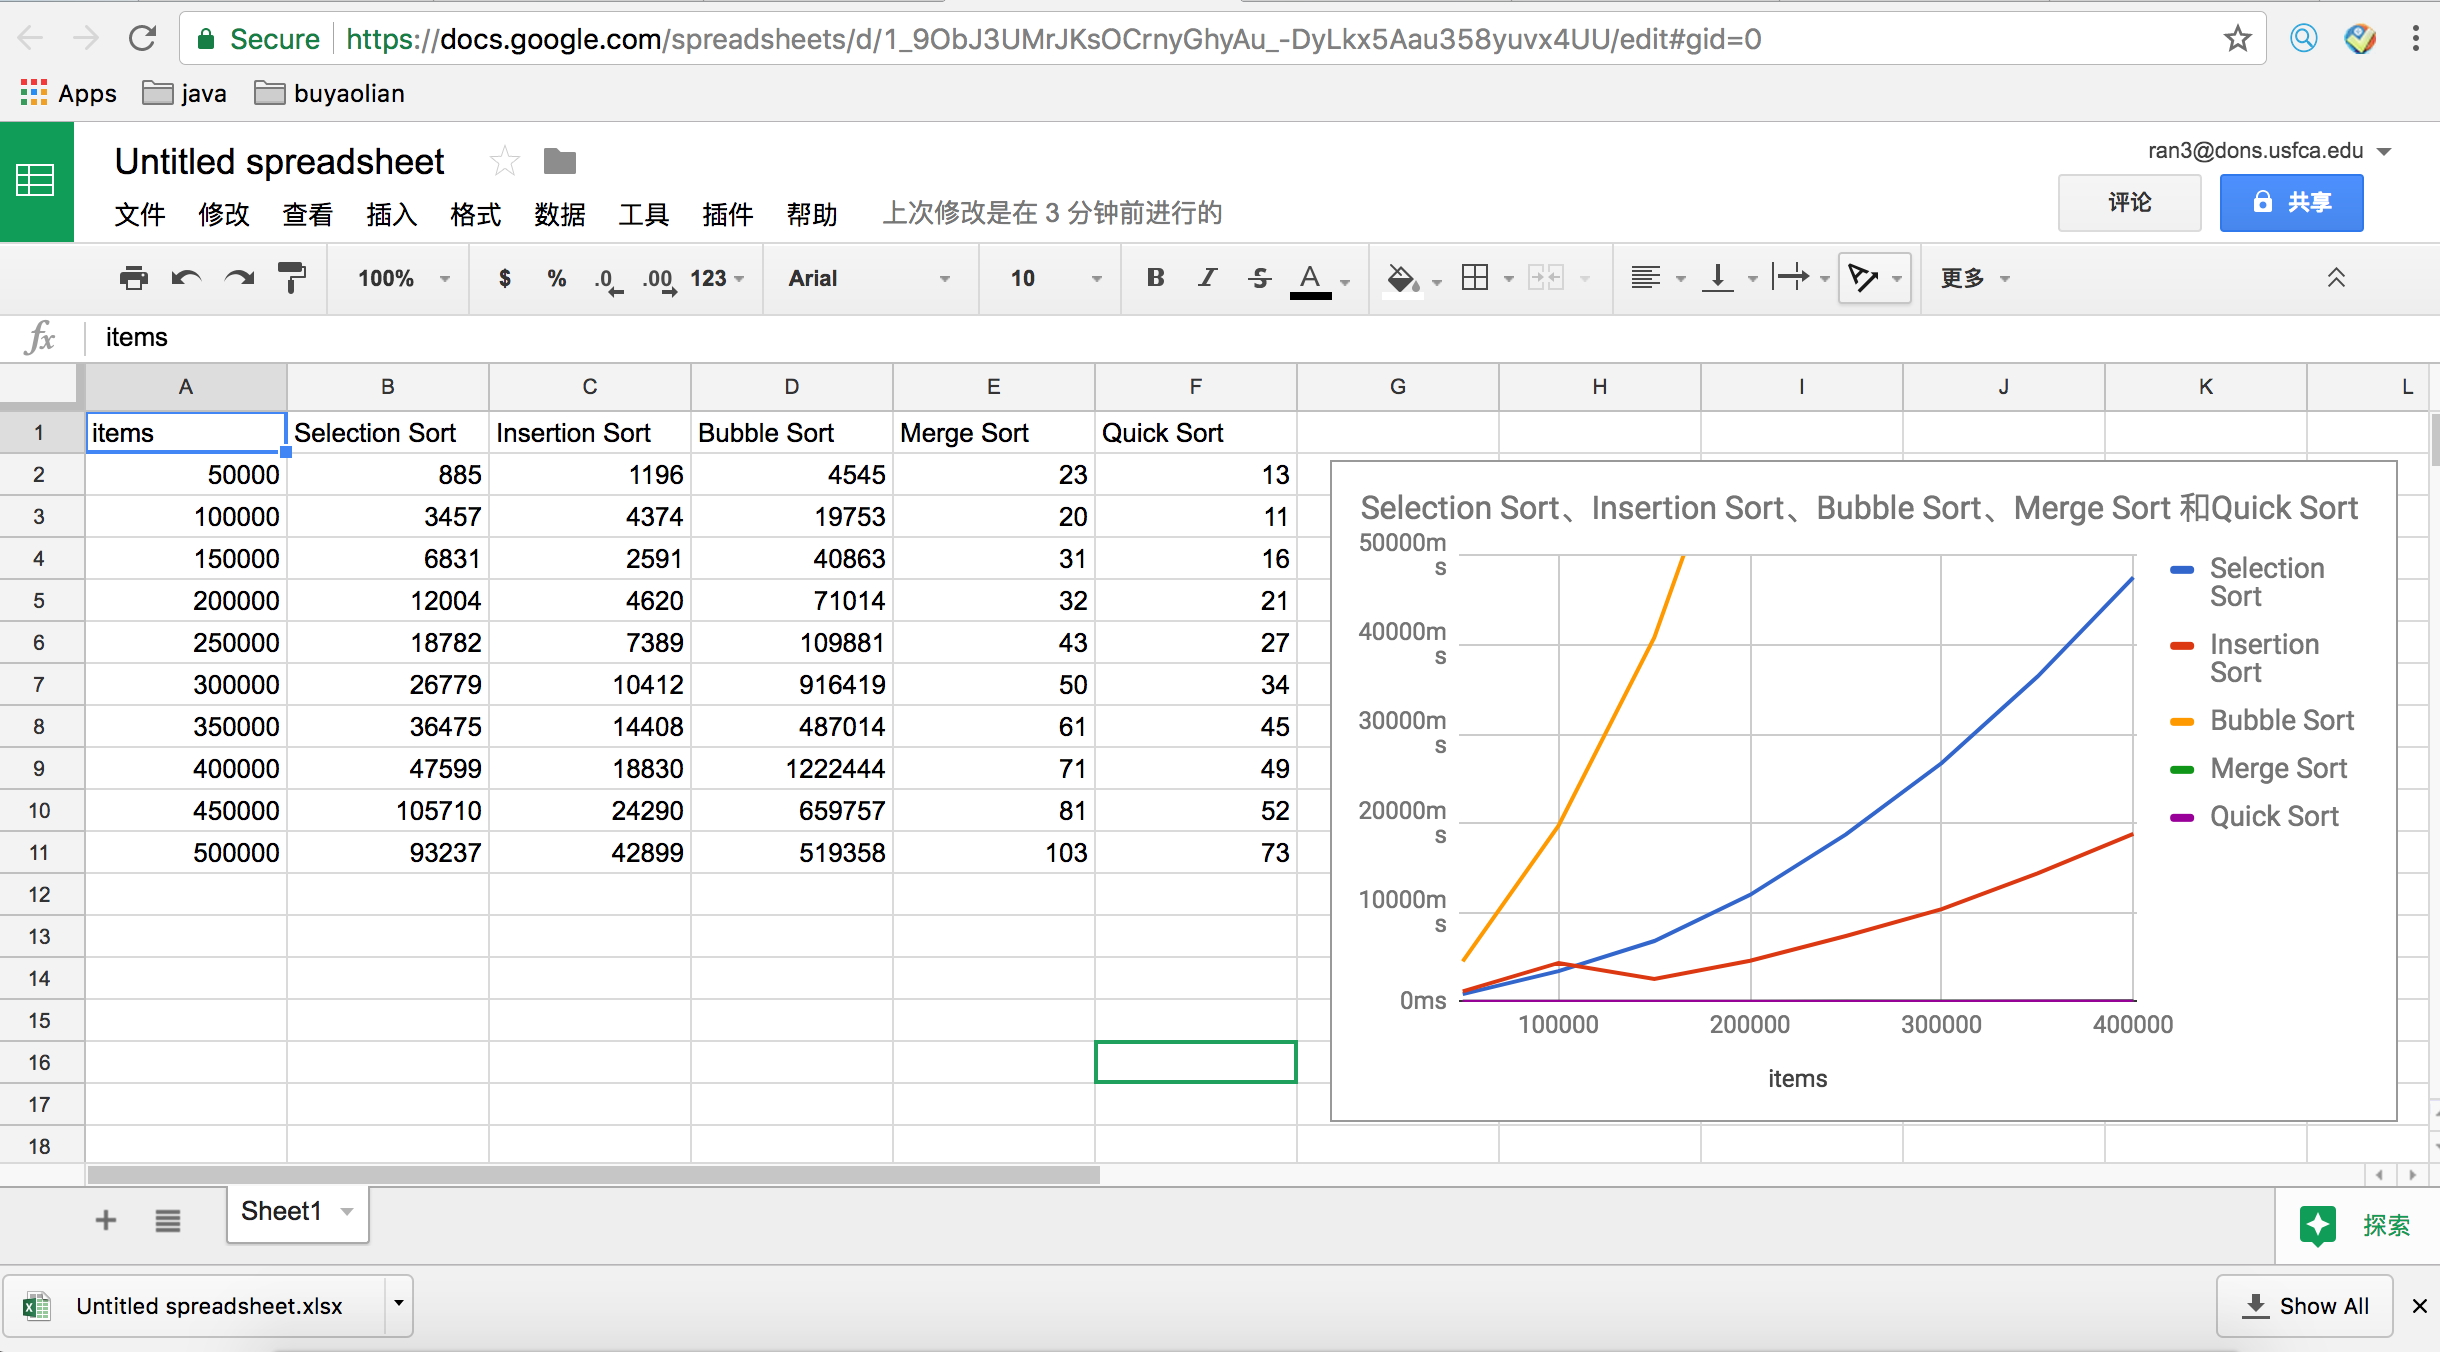 Secure https://docs.google.com/spreadsheets/d/1_9ObJ3UMrJKsOCrnyGhyAu_-DyLkx5Aau358yuvx4UU/edit#gid=0
Apps java buyaolian
Untitled spreadsheet
ran3@dons.usfca.edu
文件 修改 查看 插入 格式 数据 工具 插件 帮助 上次修改是在 3 分钟前进行的
评论 共享
100% $ % .0 .00 123 Arial 10 B I S A 更多
fx items
A B C D E F G H I J K L
1 items Selection Sort Insertion Sort Bubble Sort Merge Sort Quick Sort
2 50000 885 1196 4545 23 13
3 100000 3457 4374 19753 20 11
4 150000 6831 2591 40863 31 16
5 200000 12004 4620 71014 32 21
6 250000 18782 7389 109881 43 27
7 300000 26779 10412 916419 50 34
8 350000 36475 14408 487014 61 45
9 400000 47599 18830 1222444 71 49
10 450000 105710 24290 659757 81 52
11 500000 93237 42899 519358 103 73
12
13
14
15
16
17
18
Selection Sort、Insertion Sort、Bubble Sort、Merge Sort 和Quick Sort
50000m
s
40000m
s
30000m
s
20000m
s
10000m
s
0ms
100000 200000 300000 400000
items
Selection
Sort
Insertion
Sort
Bubble Sort
Merge Sort
Quick Sort
Sheet1
探索
Untitled spreadsheet.xlsx
Show All